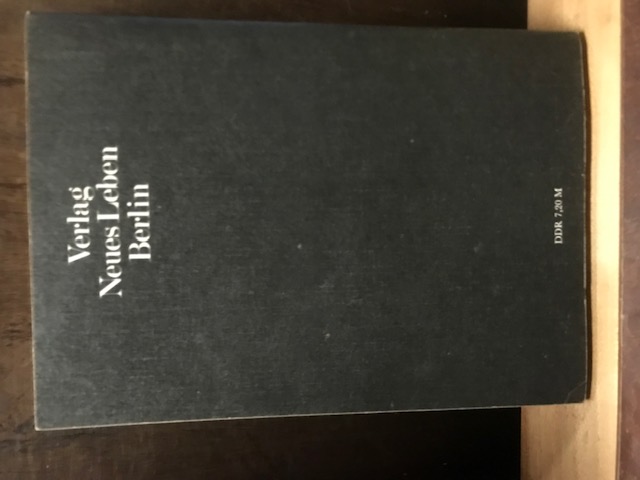 Verlag
Neues Leben
Berlin
DDR 7,20 M